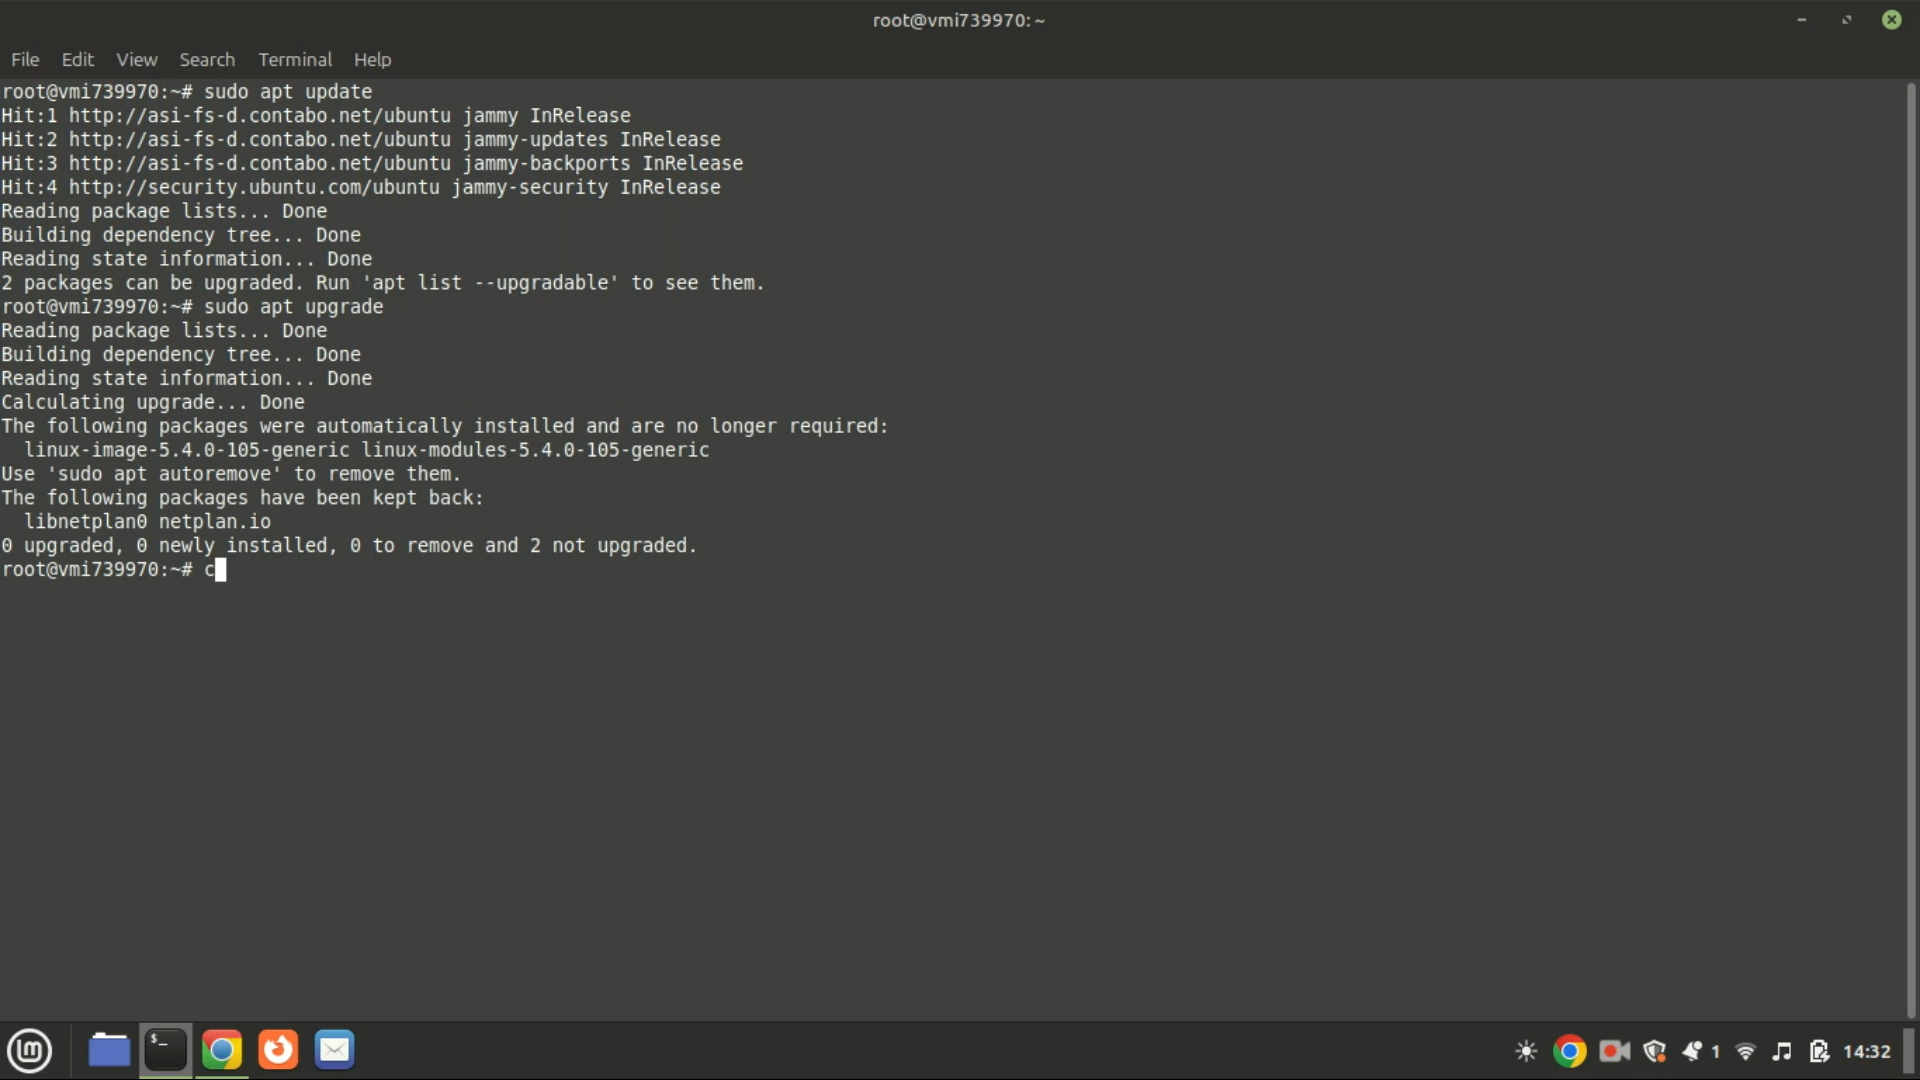 root@vmi739970: ~
File Edit View Search Terminal Help
root@vmi739970:~# sudo apt update
Hit:1 http://asi-fs-d.contabo.net/ubuntu jammy InRelease
Hit:2 http://asi-fs-d.contabo.net/ubuntu jammy-updates InRelease
Hit:3 http://asi-fs-d.contabo.net/ubuntu jammy-backports InRelease
Hit:4 http://security.ubuntu.com/ubuntu jammy-security InRelease
Reading package lists... Done
Building dependency tree... Done
Reading state information... Done
2 packages can be upgraded. Run 'apt list --upgradable' to see them.
root@vmi739970:~# sudo apt upgrade
Reading package lists... Done
Building dependency tree... Done
Reading state information... Done
Calculating upgrade... Done
The following packages were automatically installed and are no longer required:
  linux-image-5.4.0-105-generic linux-modules-5.4.0-105-generic
Use 'sudo apt autoremove' to remove them.
The following packages have been kept back:
  libnetplan0 netplan.io
0 upgraded, 0 newly installed, 0 to remove and 2 not upgraded.
root@vmi739970:~# c
$_
lm
1 14:32